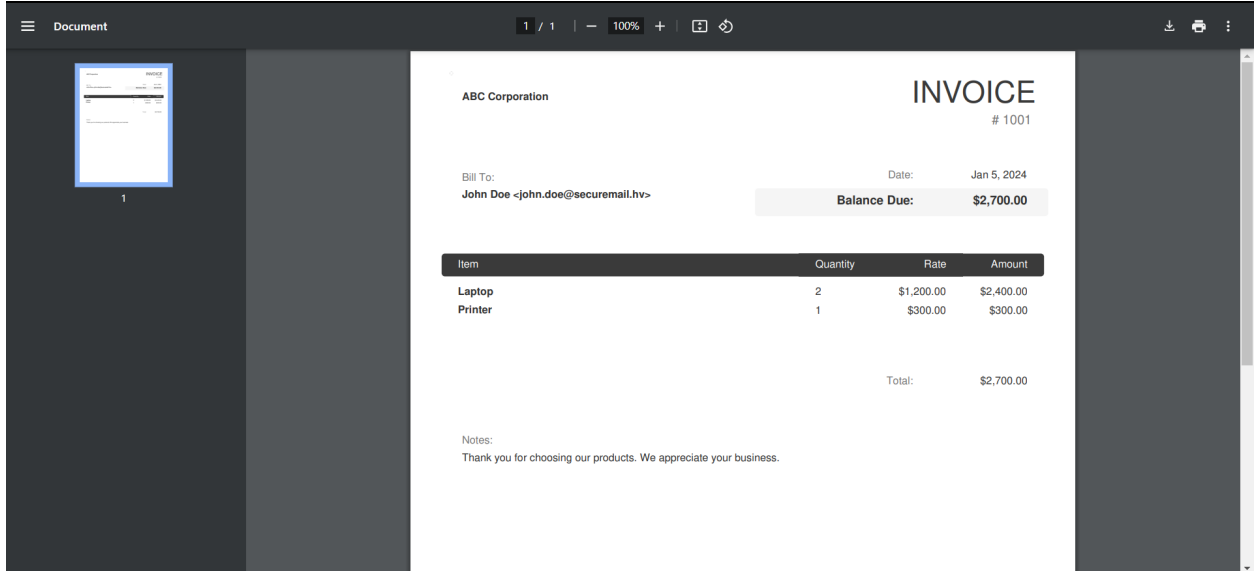 Document
1 / 1
100%
1
ABC Corporation
INVOICE
# 1001
Bill To:
John Doe <john.doe@securemail.hv>
Date: Jan 5, 2024
Balance Due: $2,700.00
Item Quantity Rate Amount
Laptop 2 $1,200.00 $2,400.00
Printer 1 $300.00 $300.00
Total: $2,700.00
Notes:
Thank you for choosing our products. We appreciate your business.